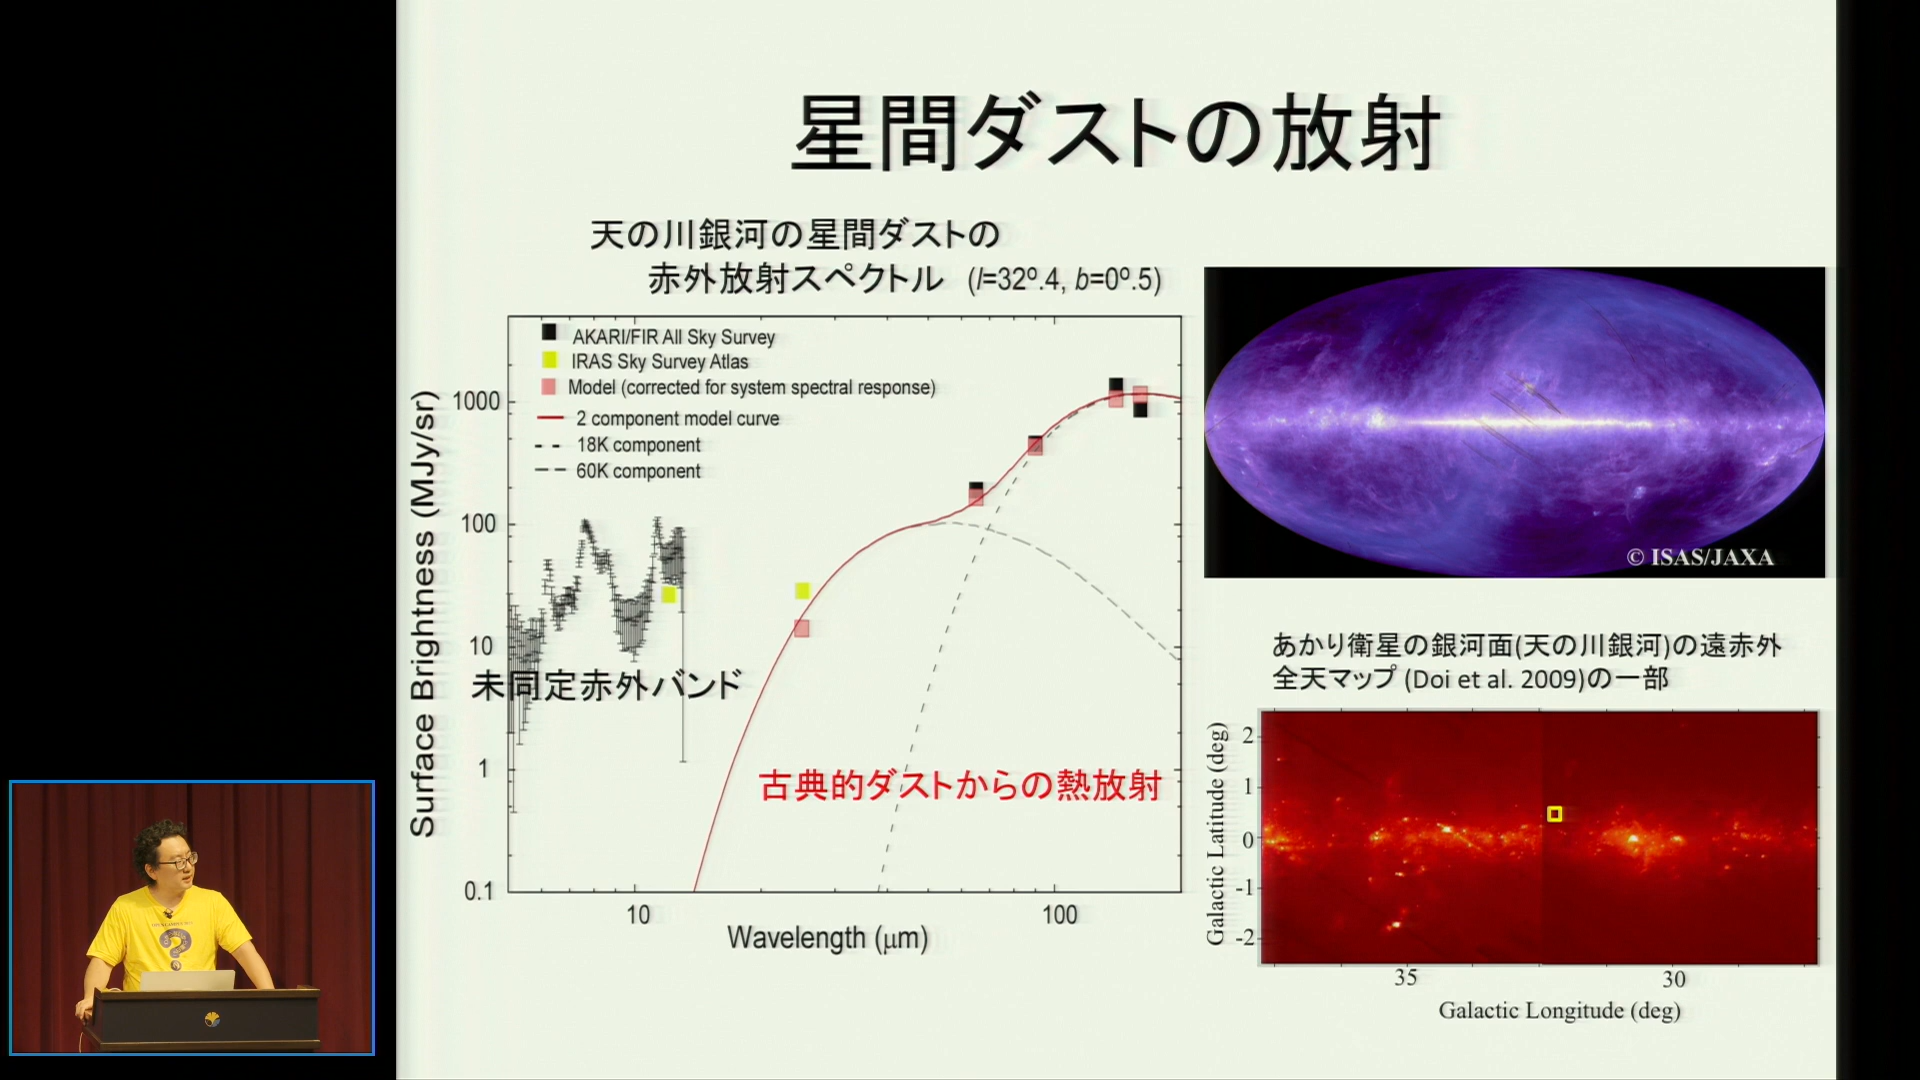 星間ダストの放射
天の川銀河の星間ダストの
赤外放射スペクトル (l=32º.4, b=0º.5)
AKARI/FIR All Sky Survey
IRAS Sky Survey Atlas
Model (corrected for system spectral response)
2 component model curve
18K component
60K component
Surface Brightness (MJy/sr)
1000
100
10
1
0.1
未同定赤外バンド
古典的ダストからの熱放射
10
100
Wavelength (μm)
© ISAS/JAXA
あかり衛星の銀河面(天の川銀河)の遠赤外
全天マップ (Doi et al. 2009)の一部
Galactic Latitude (deg)
2
1
0
-1
-2
35
30
Galactic Longitude (deg)
?